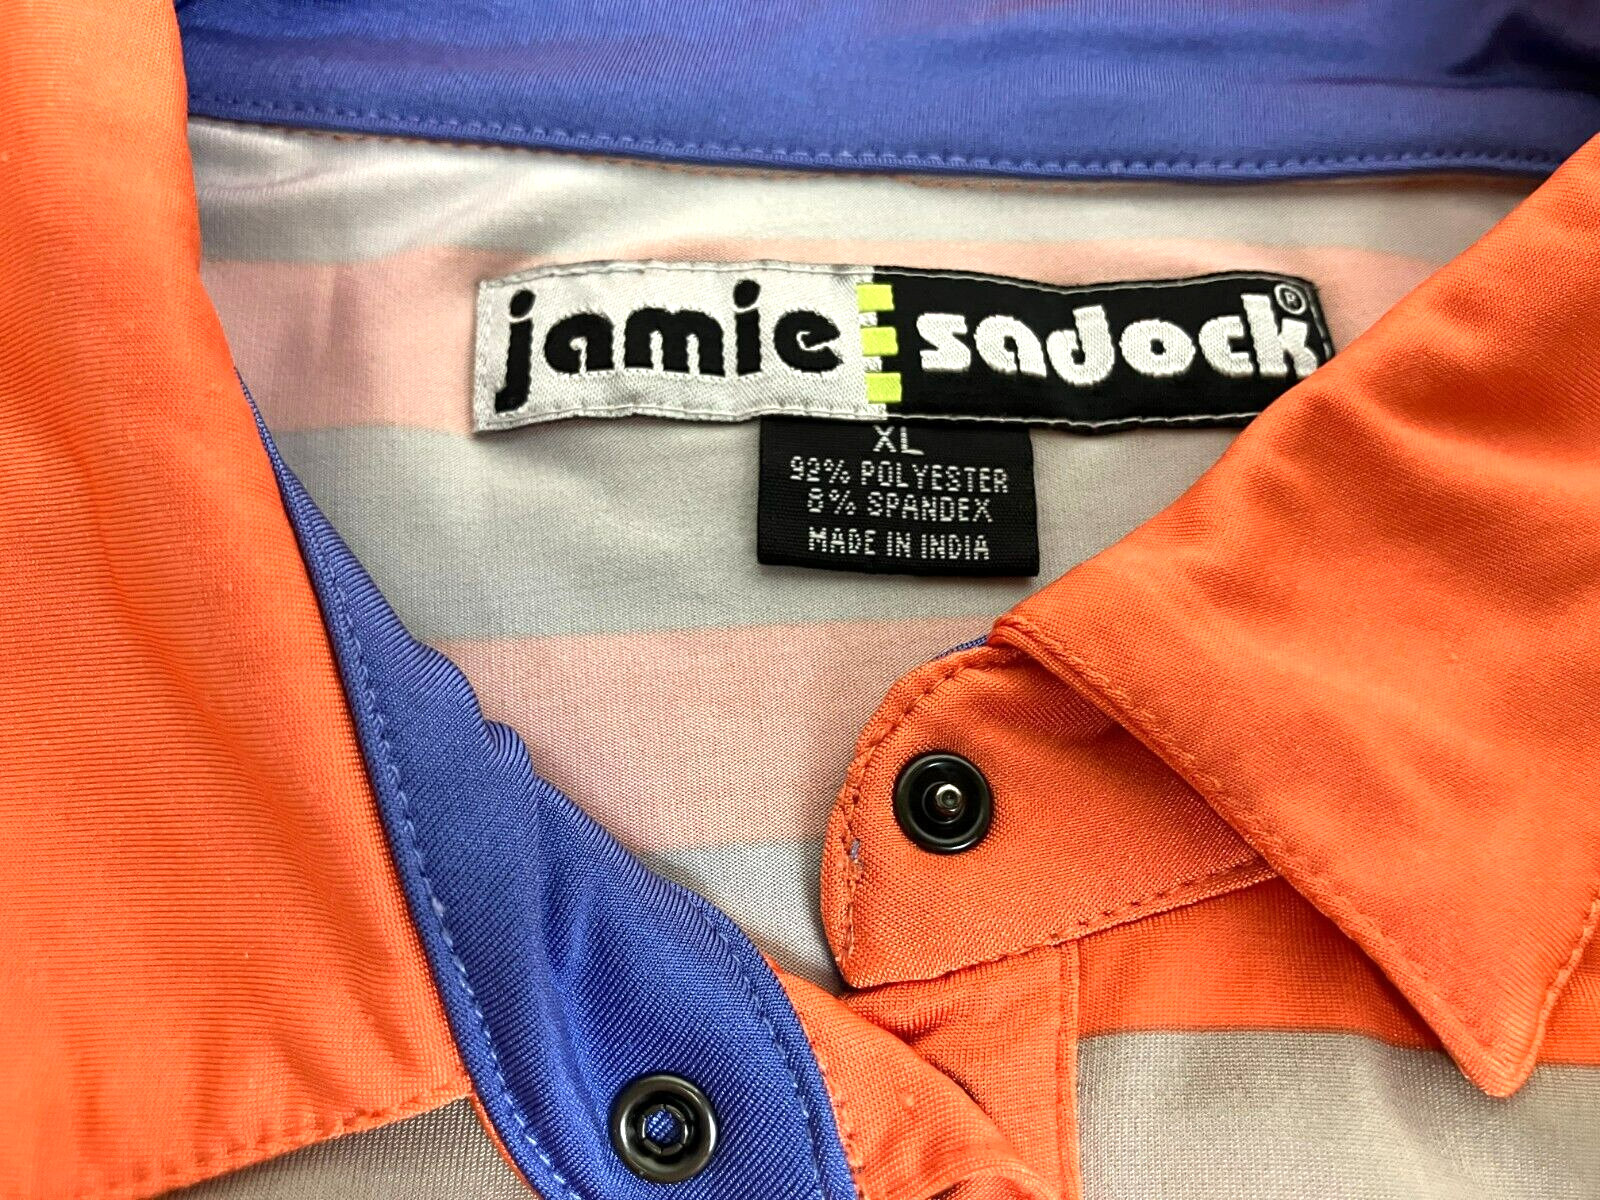 jamie sadock®
XL
92% POLYESTER
8% SPANDEX
MADE IN INDIA